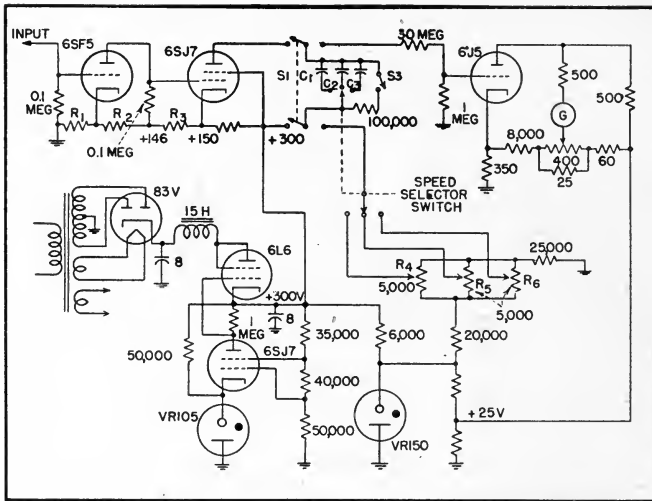 INPUT
6SF5
6SJ7
S1
C1
C2
C3
S3
30 MEG
6J5
500
G
500
0.1 MEG
R1
R2
+146
R3
+150
+300
100,000
1 MEG
8,000
400
60
350
25
0.1 MEG
SPEED SELECTOR SWITCH
83V
15 H
8
6L6
+300V
R4
5,000
R5
R6
5,000
25,000
1 MEG
8
35,000
6,000
20,000
50,000
6SJ7
40,000
+25V
VR105
50,000
VR150